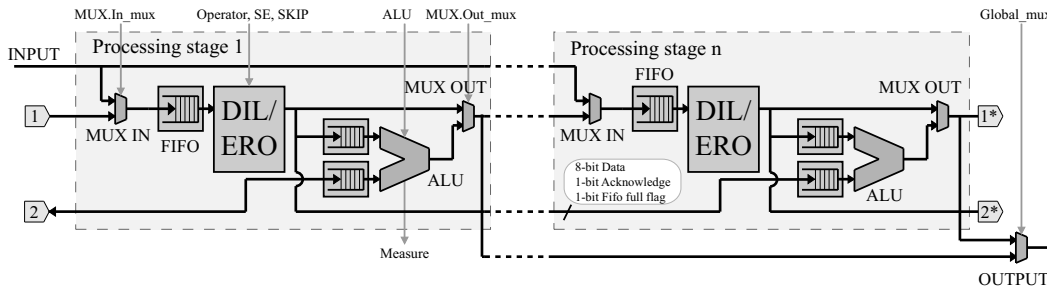 MUX.In_mux
Operator, SE, SKIP
ALU
MUX.Out_mux
Global_mux
Processing stage 1
Processing stage n
INPUT
FIFO
MUX OUT
MUX OUT
1
DIL/
ERO
DIL/
ERO
1*
MUX IN
FIFO
MUX IN
8-bit Data
1-bit Acknowledge
1-bit Fifo full flag
ALU
ALU
2
2*
Measure
OUTPUT